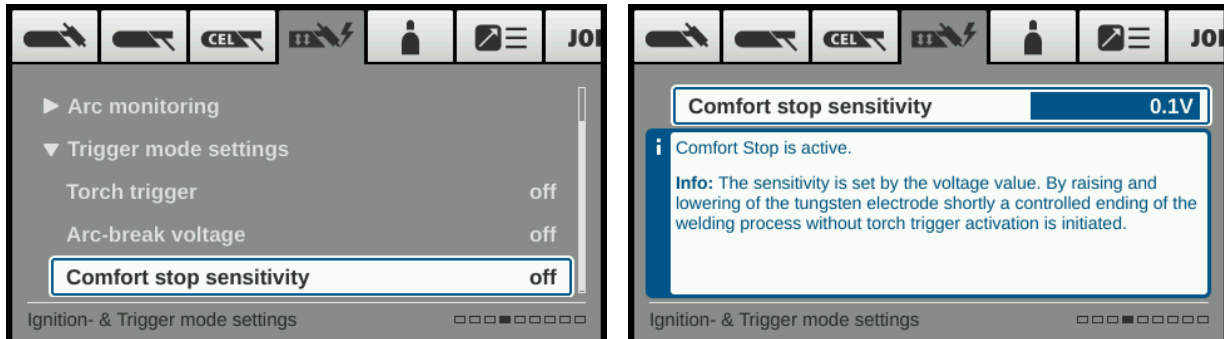 CEL
JOI
Arc monitoring
Trigger mode settings
Torch trigger off
Arc-break voltage off
Comfort stop sensitivity off
Ignition- & Trigger mode settings
CEL
JOI
Comfort stop sensitivity 0.1V
i Comfort Stop is active.
Info: The sensitivity is set by the voltage value. By raising and
lowering of the tungsten electrode shortly a controlled ending of the
welding process without torch trigger activation is initiated.
Ignition- & Trigger mode settings